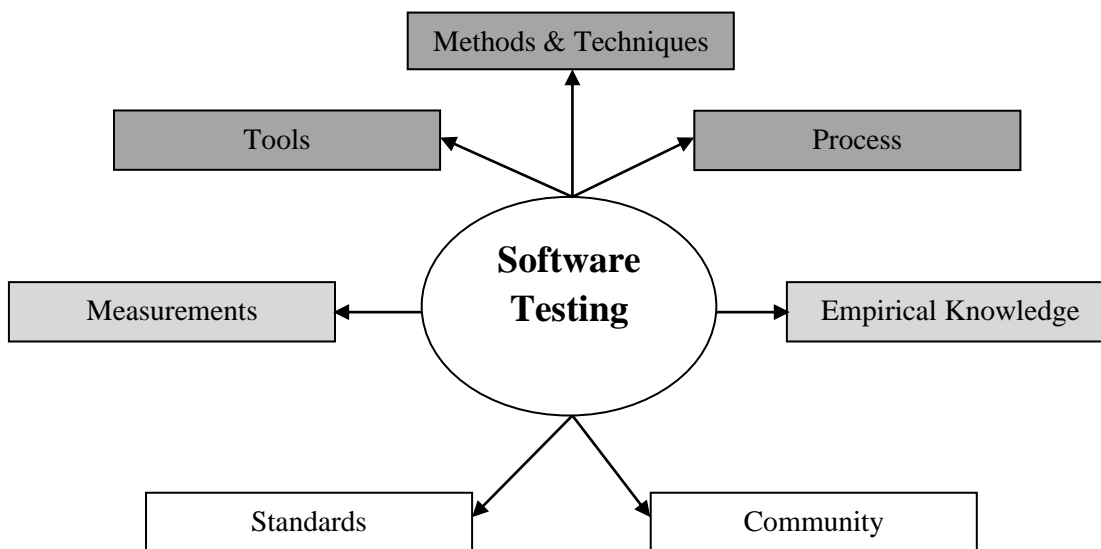 Methods & Techniques
Tools
Process
Software
Testing
Measurements
Empirical Knowledge
Standards
Community